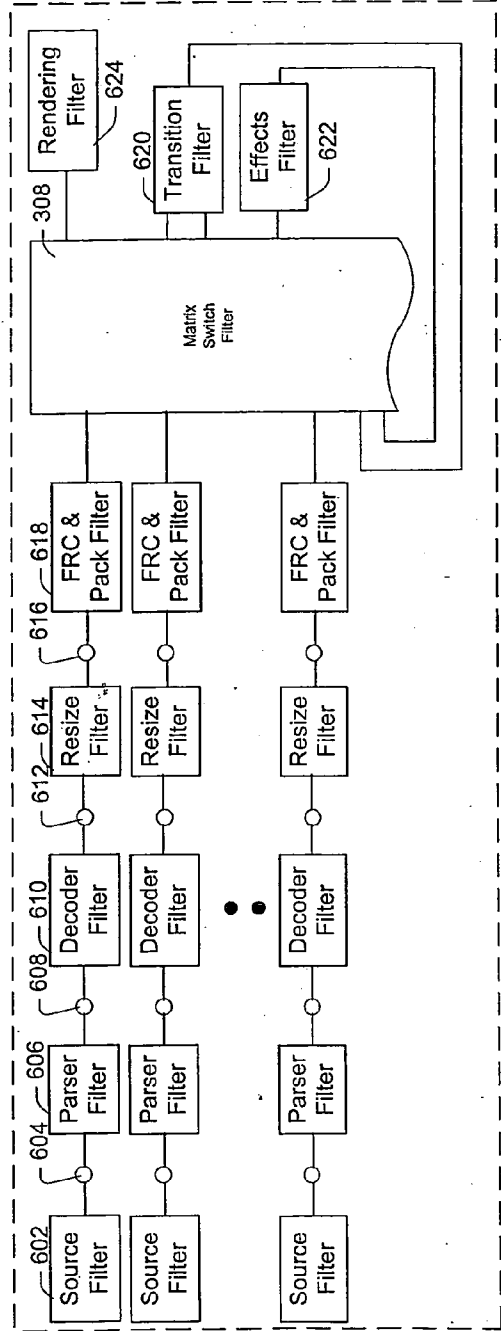 602
Source
Filter
604
606
Parser
Filter
608
610
Decoder
Filter
612
614
Resize
Filter
616
618
FRC &
Pack Filter
308
Matrix
Switch
Filter
Rendering
Filter
624
620
Transition
Filter
Effects
Filter
622
Source
Filter
Parser
Filter
Decoder
Filter
Resize
Filter
FRC &
Pack Filter
Source
Filter
Parser
Filter
Decoder
Filter
Resize
Filter
FRC &
Pack Filter